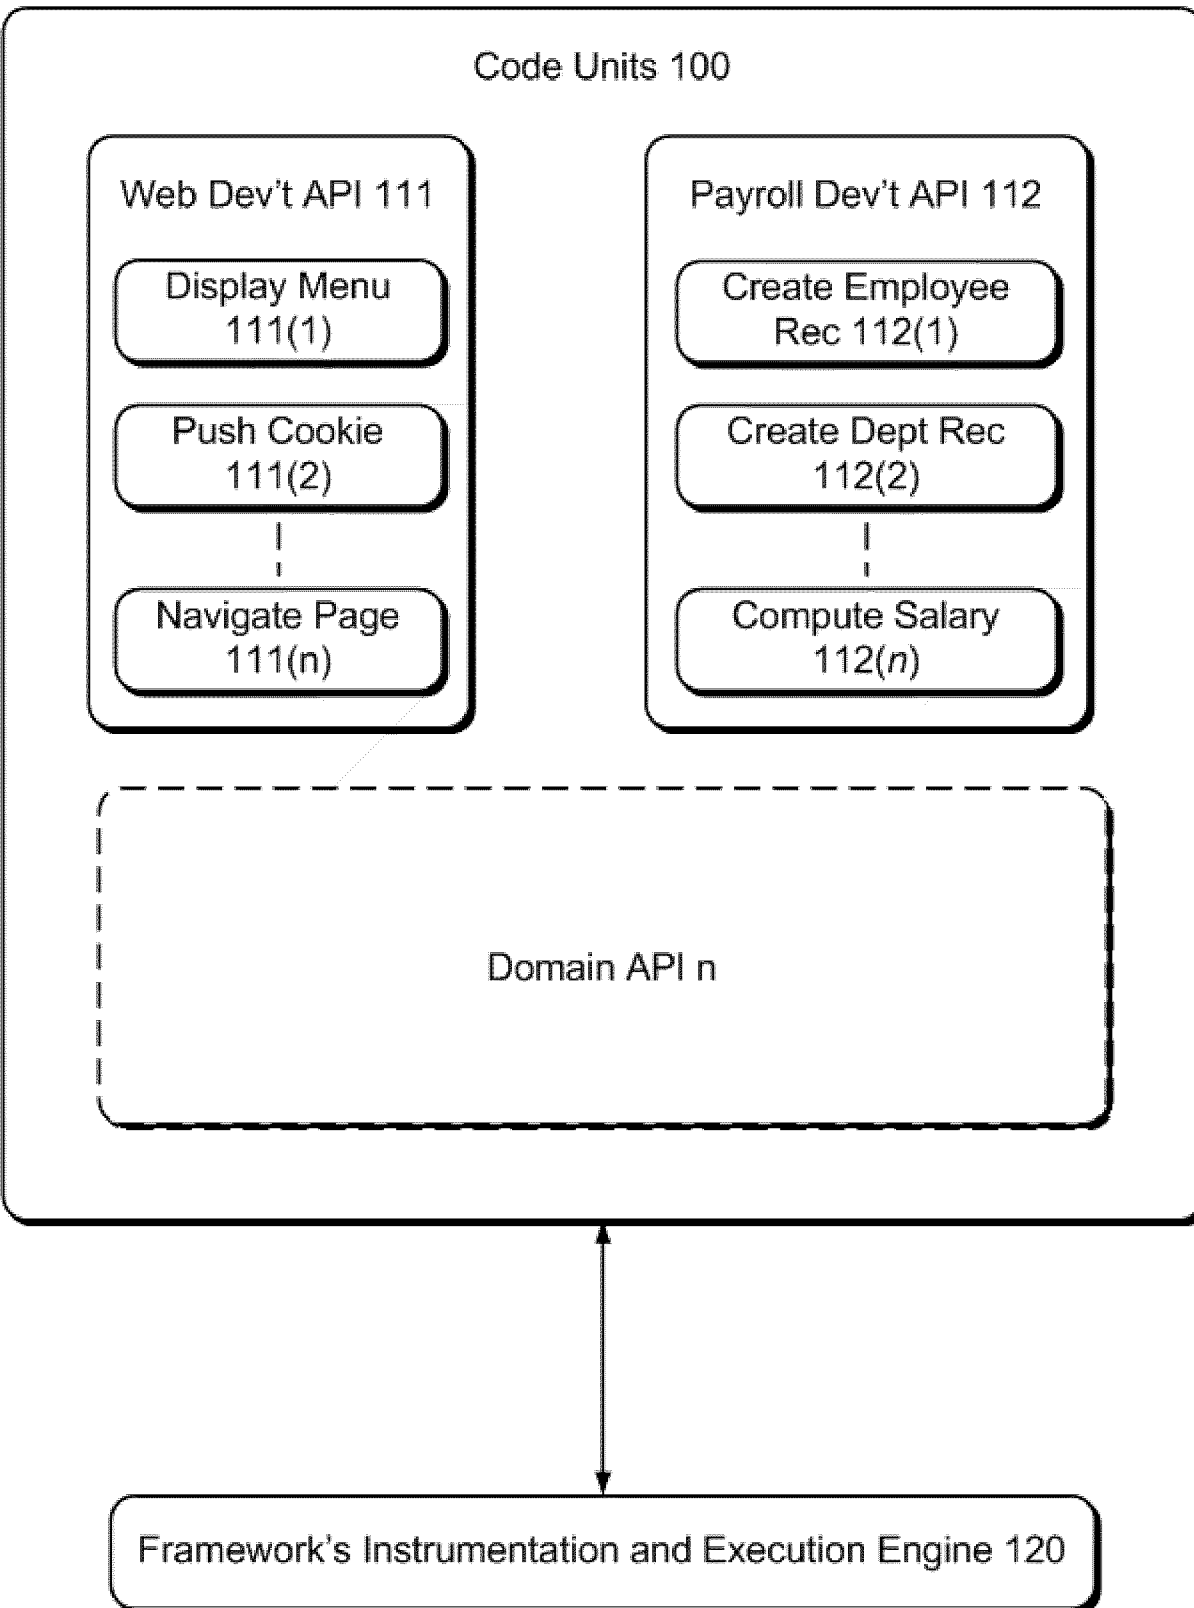 Code Units 100
Web Dev't API 111
Display Menu
111(1)
Push Cookie
111(2)
Navigate Page
111(n)
Payroll Dev't API 112
Create Employee
Rec 112(1)
Create Dept Rec
112(2)
Compute Salary
112(n)
Domain API n
Framework's Instrumentation and Execution Engine 120